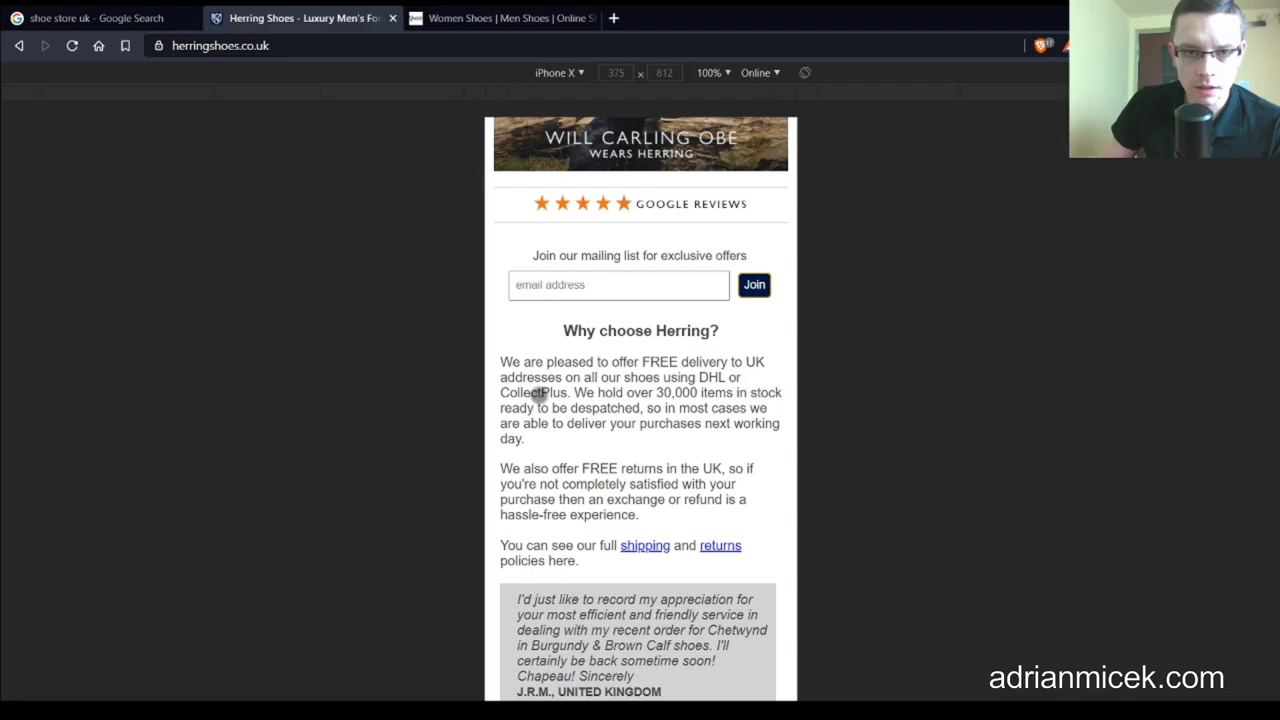 shoe store uk - Google Search
Herring Shoes - Luxury Men's Fo
Women Shoes | Men Shoes | Online S
herringshoes.co.uk
iPhone X 375 x 812 100% Online
WILL CARLING OBE
WEARS HERRING
GOOGLE REVIEWS
Join our mailing list for exclusive offers
email address Join
Why choose Herring?
We are pleased to offer FREE delivery to UK
addresses on all our shoes using DHL or
CollectPlus. We hold over 30,000 items in stock
ready to be despatched, so in most cases we
are able to deliver your purchases next working
day.
We also offer FREE returns in the UK, so if
you're not completely satisfied with your
purchase then an exchange or refund is a
hassle-free experience.
You can see our full shipping and returns
policies here.
I'd just like to record my appreciation for
your most efficient and friendly service in
dealing with my recent order for Chetwynd
in Burgundy & Brown Calf shoes. I'll
certainly be back sometime soon!
Chapeau! Sincerely
J.R.M., UNITED KINGDOM
adrianmicek.com